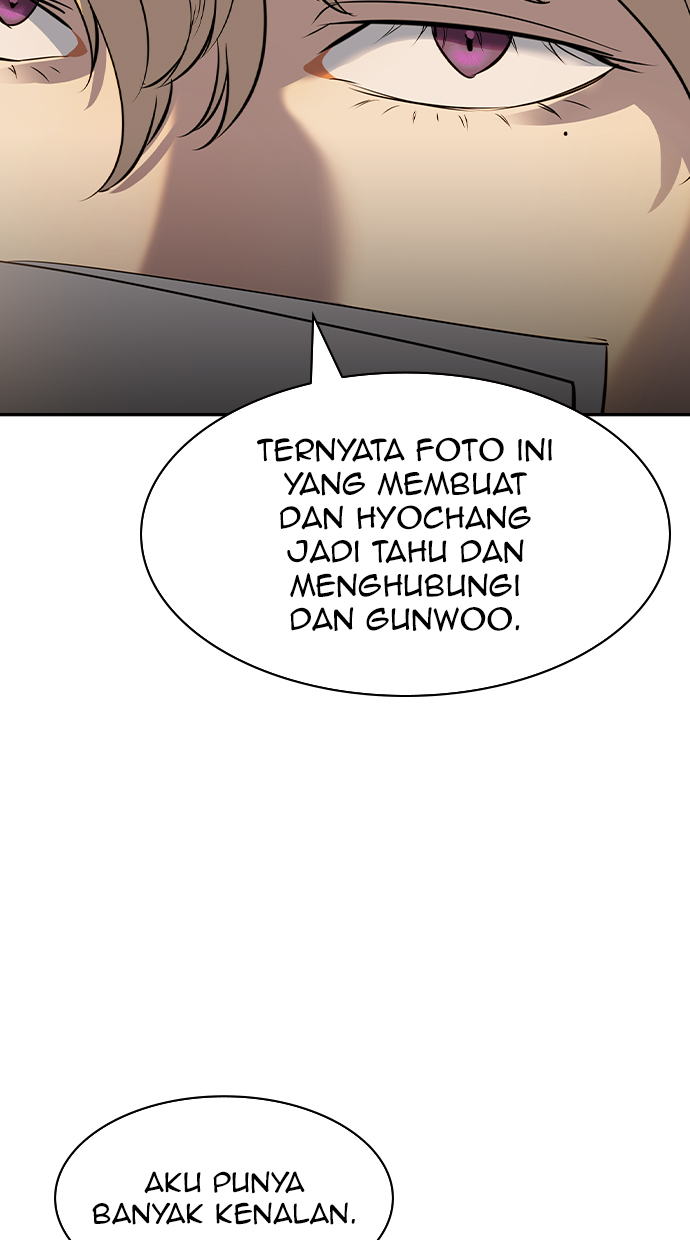 TERNYATA FOTO INI
YANG MEMBUAT
DAN HYOCHANG
JADI TAHU DAN
MENGHUBUNGI
DAN GUNWOO.
AKU PUNYA
BANYAK KENALAN.